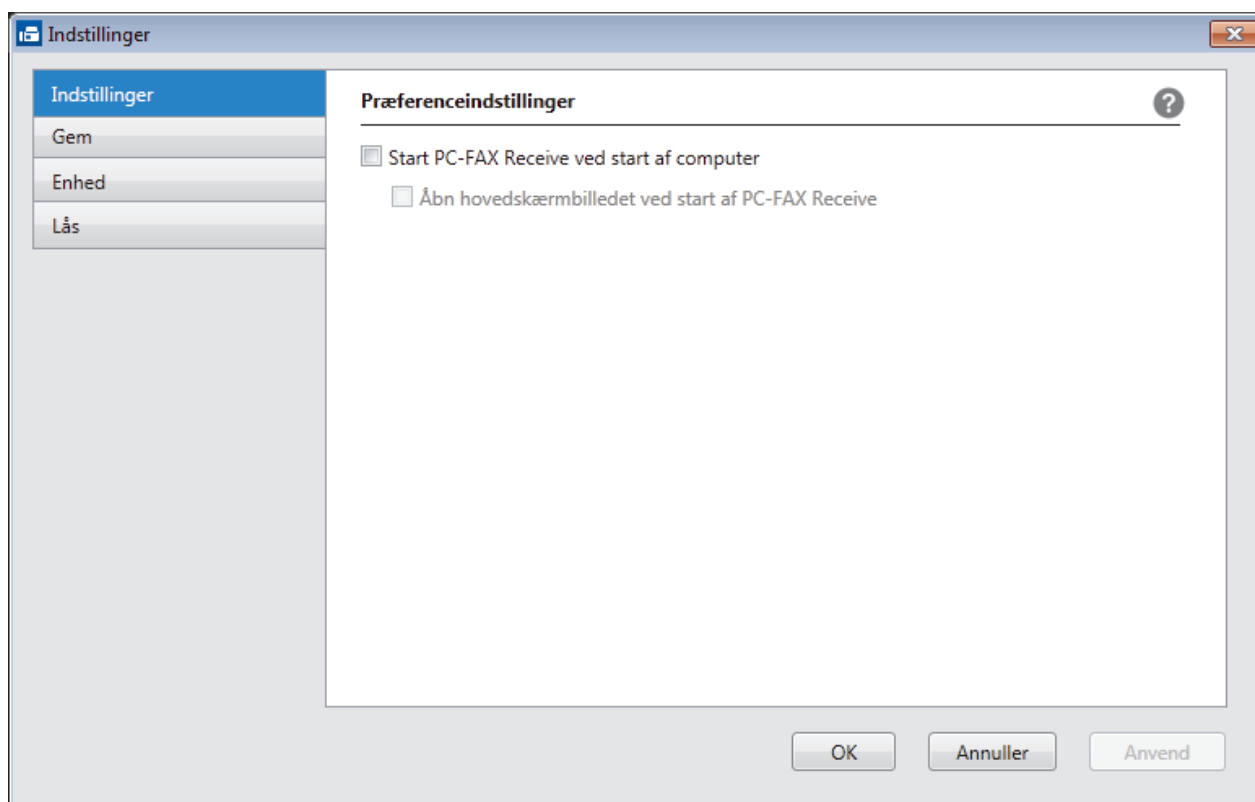 Indstillinger
Indstillinger
Gem
Enhed
Lås
Præferenceindstillinger
?
Start PC-FAX Receive ved start af computer
Åbn hovedskærmbilledet ved start af PC-FAX Receive
OK
Annuller
Anvend